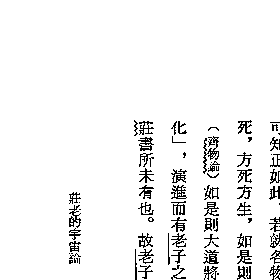 可知正如此，若就名後
死，方死方生，如是則
（齊物論）如是則大道將
化」，演進而有老子之
莊書所未有也。故老子
莊老的宇宙論